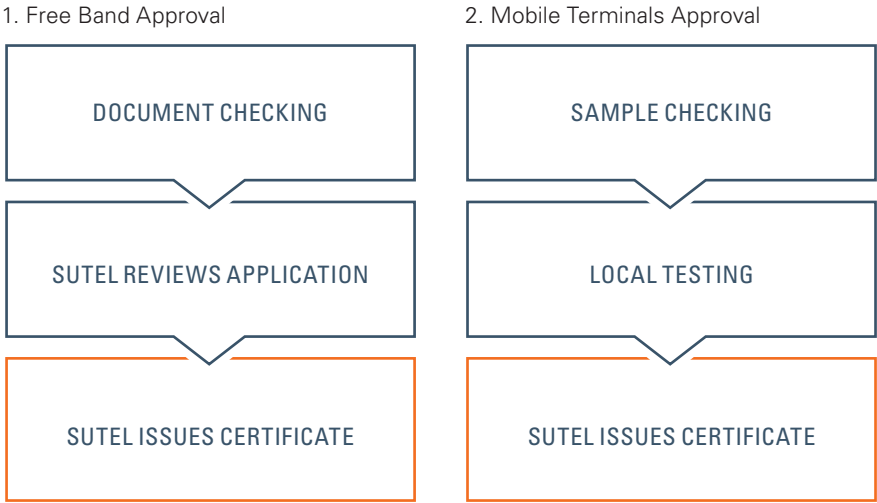 1. Free Band Approval
DOCUMENT CHECKING
SUTEL REVIEWS APPLICATION
SUTEL ISSUES CERTIFICATE
2. Mobile Terminals Approval
SAMPLE CHECKING
LOCAL TESTING
SUTEL ISSUES CERTIFICATE